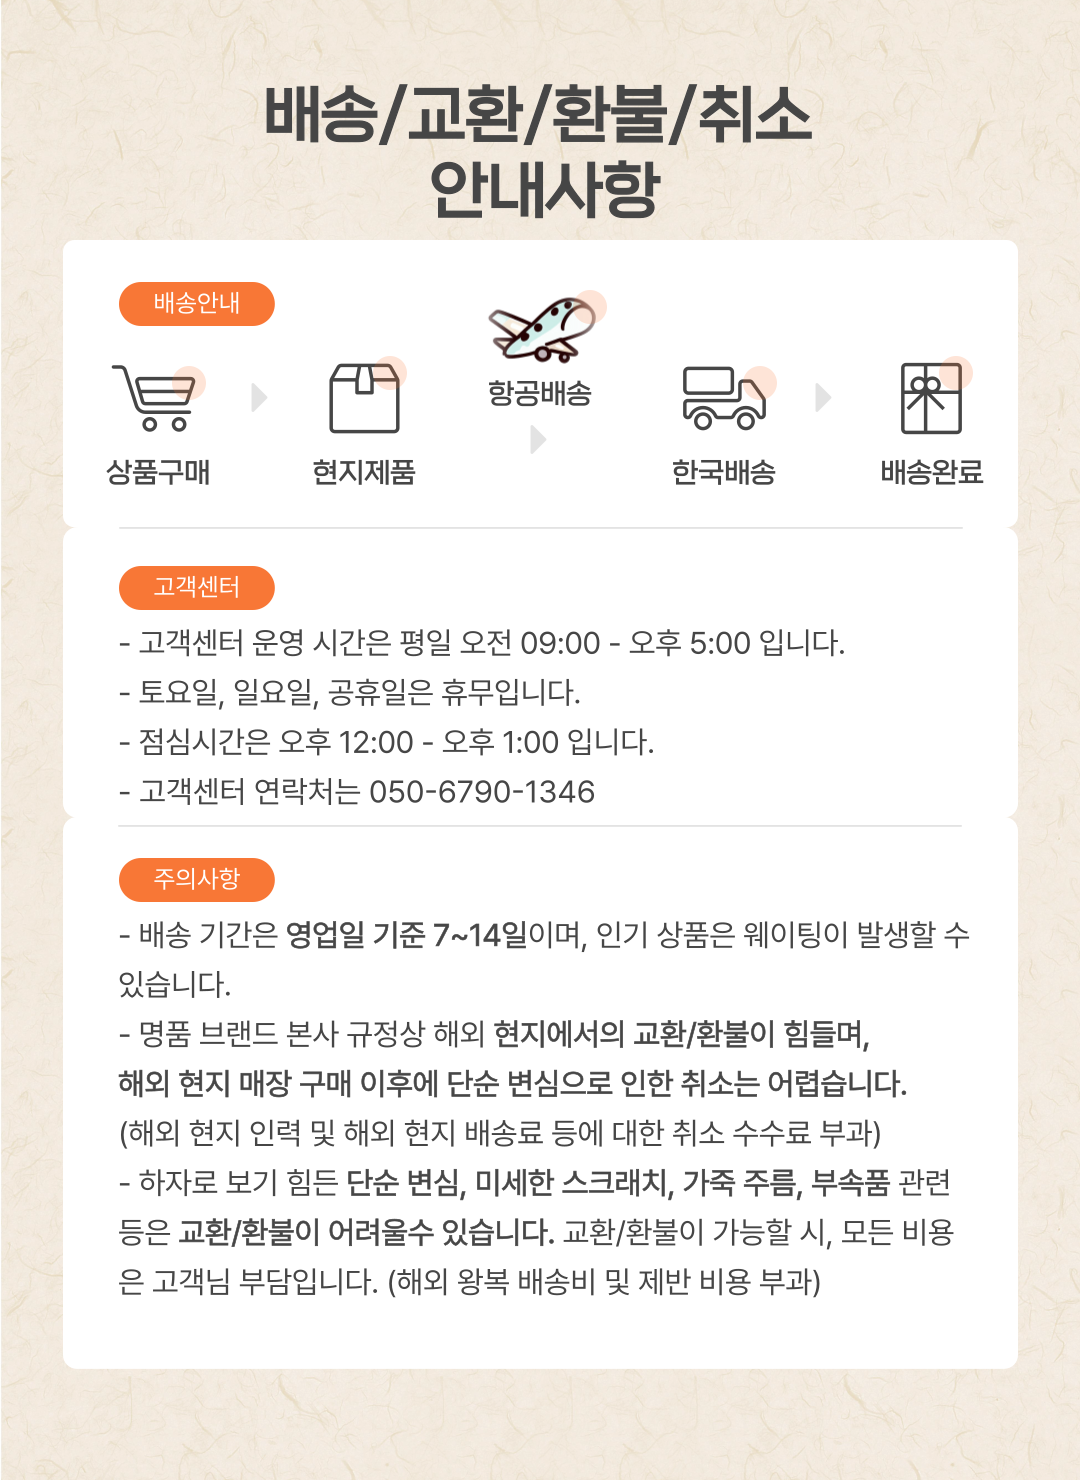 배송/교환/환불/취소
안내사항
배송안내
상품구매
현지제품
항공배송
한국배송
배송완료
고객센터
- 고객센터 운영 시간은 평일 오전 09:00 - 오후 5:00 입니다.
- 토요일, 일요일, 공휴일은 휴무입니다.
- 점심시간은 오후 12:00 - 오후 1:00 입니다.
- 고객센터 연락처는 050-6790-1346
주의사항
- 배송 기간은 영업일 기준 7~14일이며, 인기 상품은 웨이팅이 발생할 수
있습니다.
- 명품 브랜드 본사 규정상 해외 현지에서의 교환/환불이 힘들며,
해외 현지 매장 구매 이후에 단순 변심으로 인한 취소는 어렵습니다.
(해외 현지 인력 및 해외 현지 배송료 등에 대한 취소 수수료 부과)
- 하자로 보기 힘든 단순 변심, 미세한 스크래치, 가죽 주름, 부속품 관련
등은 교환/환불이 어려울수 있습니다. 교환/환불이 가능할 시, 모든 비용
은 고객님 부담입니다. (해외 왕복 배송비 및 제반 비용 부과)